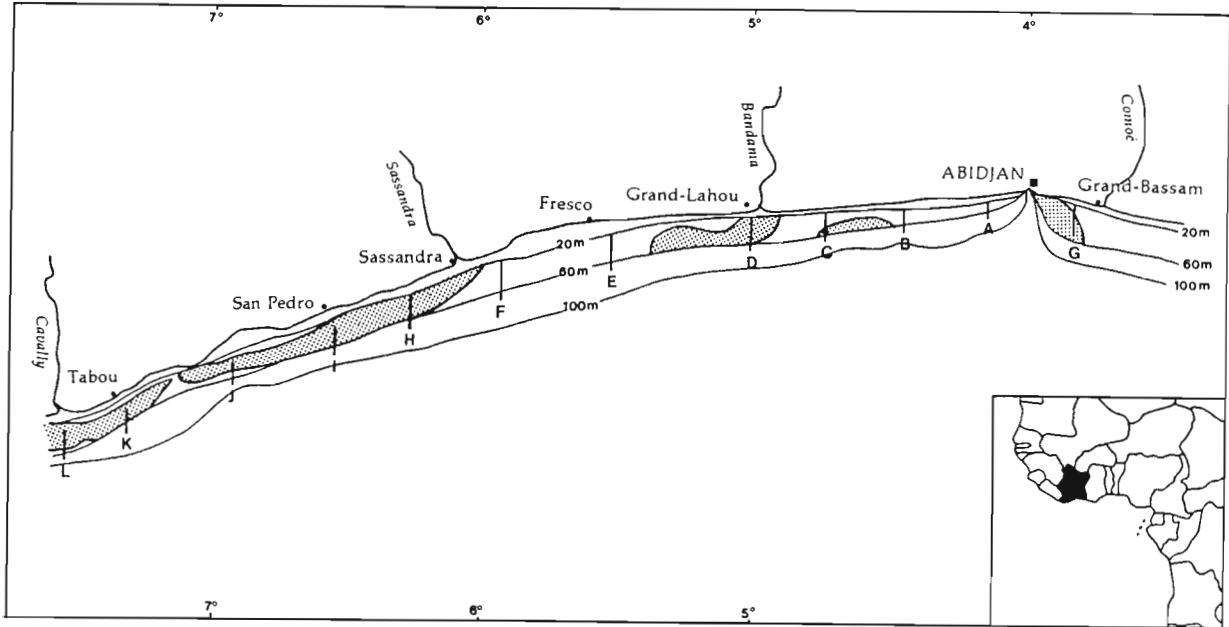 7° 6° 5° 4°
Sassandra
Bandama
Comoé
ABIDJAN
Grand-Bassam
Grand-Lahou
Fresco
Sassandra
San Pedro
Tabou
Cavally
20m
60m
100m
20m
60m
100m
L
K
J
I
H
F
E
D
C
B
A
G
7° 6° 5°